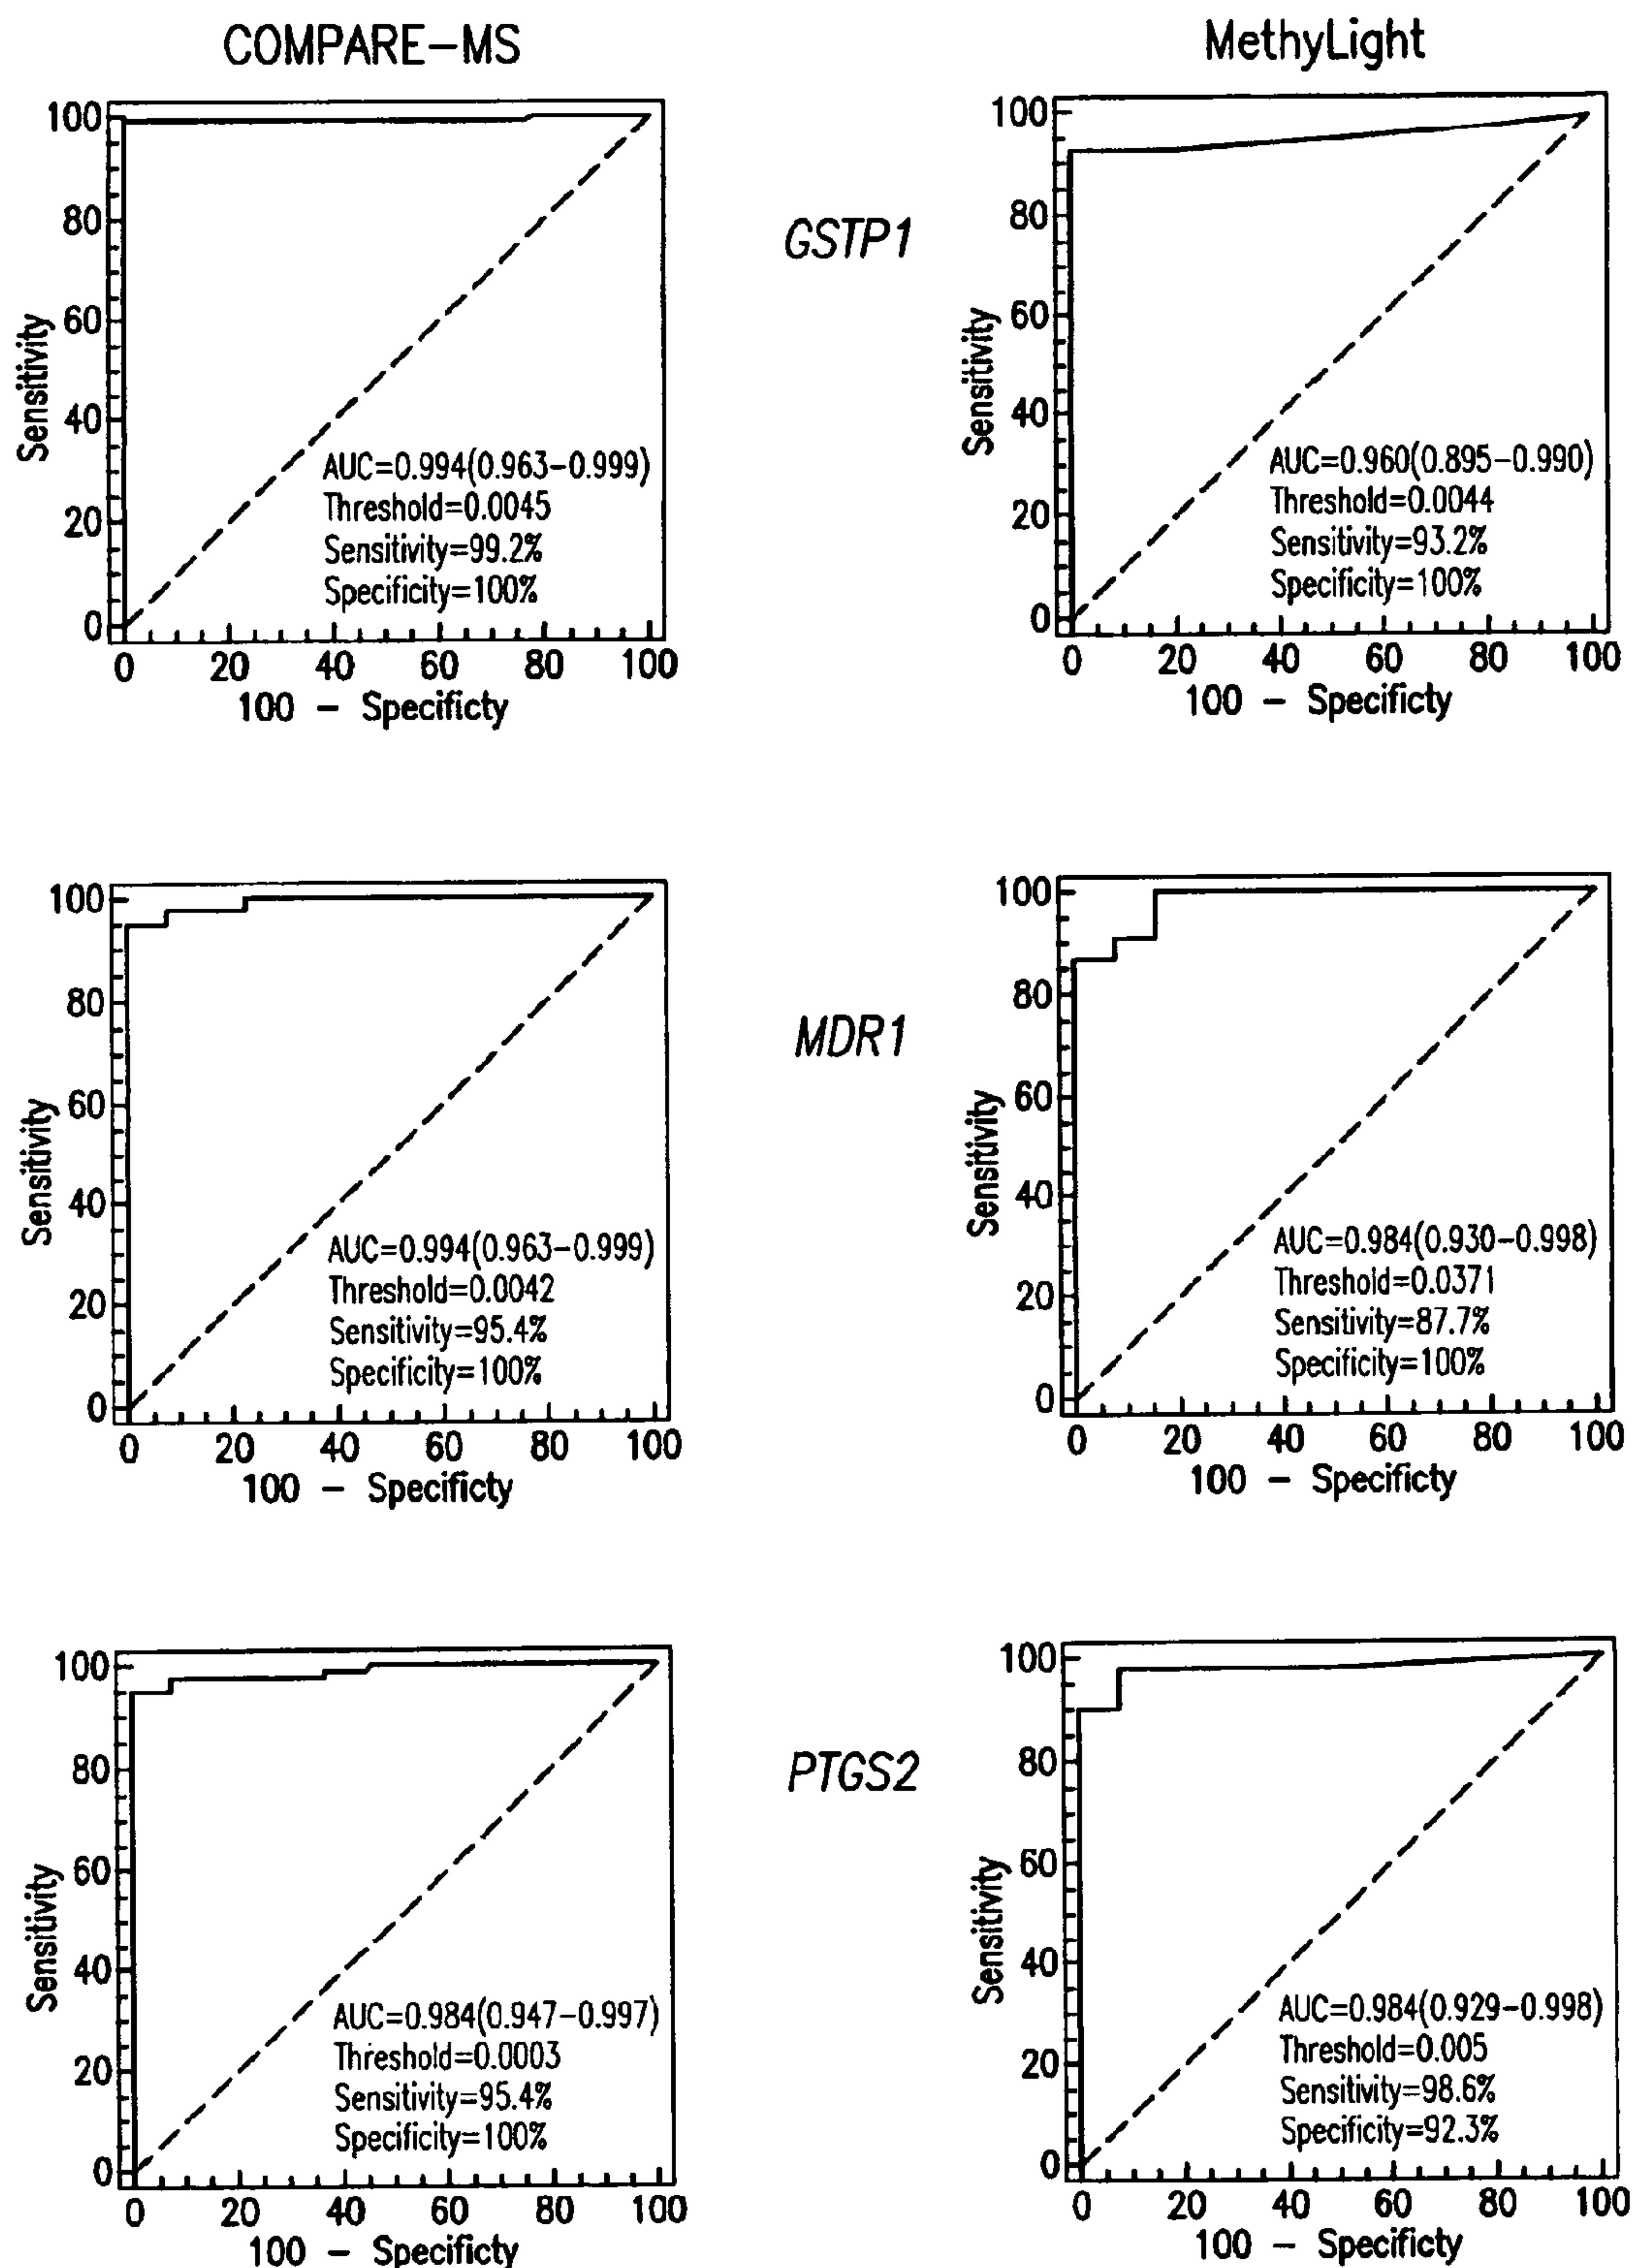 COMPARE-MS
MethyLight
100
80
60
40
20
0
Sensitivity
AUC=0.994(0.963-0.999)
Threshold=0.0045
Sensitivity=99.2%
Specificity=100%
0 20 40 60 80 100
100 - Specificty
GSTP1
100
80
60
40
20
0
Sensitivity
AUC=0.960(0.895-0.990)
Threshold=0.0044
Sensitivity=93.2%
Specificity=100%
0 20 40 60 80 100
100 - Specificty
100
80
60
40
20
0
Sensitivity
AUC=0.994(0.963-0.999)
Threshold=0.0042
Sensitivity=95.4%
Specificity=100%
0 20 40 60 80 100
100 - Specificty
MDR1
100
80
60
40
20
0
Sensitivity
AUC=0.984(0.930-0.998)
Threshold=0.0371
Sensitivity=87.7%
Specificity=100%
0 20 40 60 80 100
100 - Specificty
100
80
60
40
20
0
Sensitivity
AUC=0.984(0.947-0.997)
Threshold=0.0003
Sensitivity=95.4%
Specificity=100%
0 20 40 60 80 100
100 - Specificty
PTGS2
100
80
60
40
20
0
Sensitivity
AUC=0.984(0.929-0.998)
Threshold=0.005
Sensitivity=98.6%
Specificity=92.3%
0 20 40 60 80 100
100 - Specificty